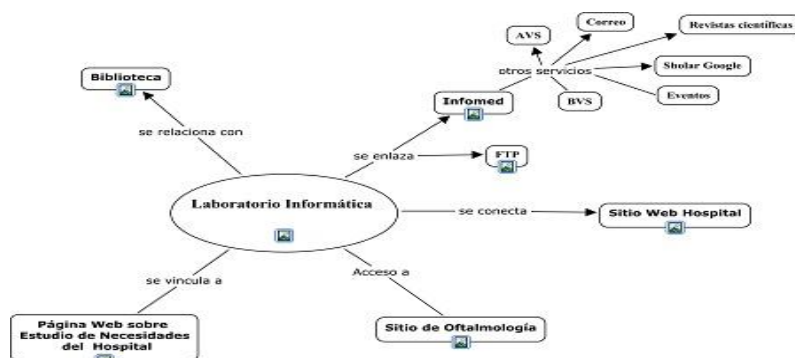 Correo
Revistas científicas
AVS
Biblioteca
otros servicios
Sholar Google
Infomed
BVS
Eventos
se relaciona con
se enlaza
FTP
Laboratorio Informática
se conecta
Sitio Web Hospital
se vincula a
Acceso a
Página Web sobre
Estudio de Necesidades
del Hospital
Sitio de Oftalmología